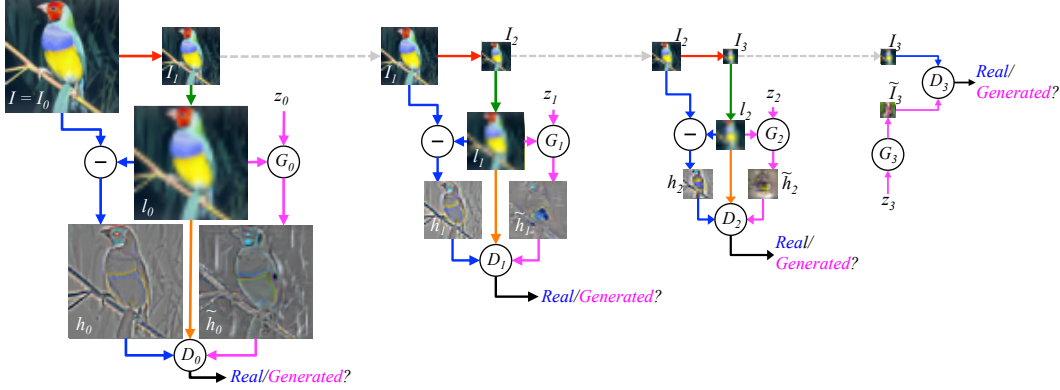 I = I₀
I₁
z₀
−
G₀
l₀
h₀
h̃₀
D₀
Real/Generated?
I₁
I₂
z₁
−
G₁
l₁
h₁
h̃₁
D₁
Real/Generated?
I₂
I₃
z₂
l₂
−
G₂
h₂
h̃₂
D₂
Real/
Generated?
I₃
D₃
Real/
Generated?
Ĩ₃
G₃
z₃